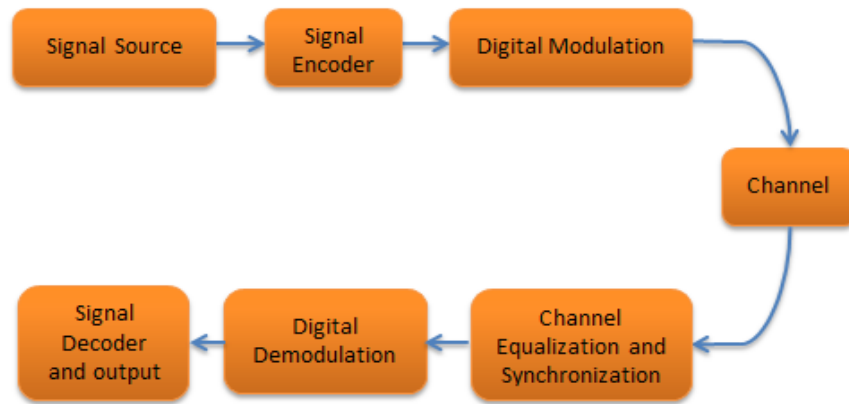 Signal Source
Signal
Encoder
Digital Modulation
Channel
Channel
Equalization and
Synchronization
Digital
Demodulation
Signal
Decoder
and output